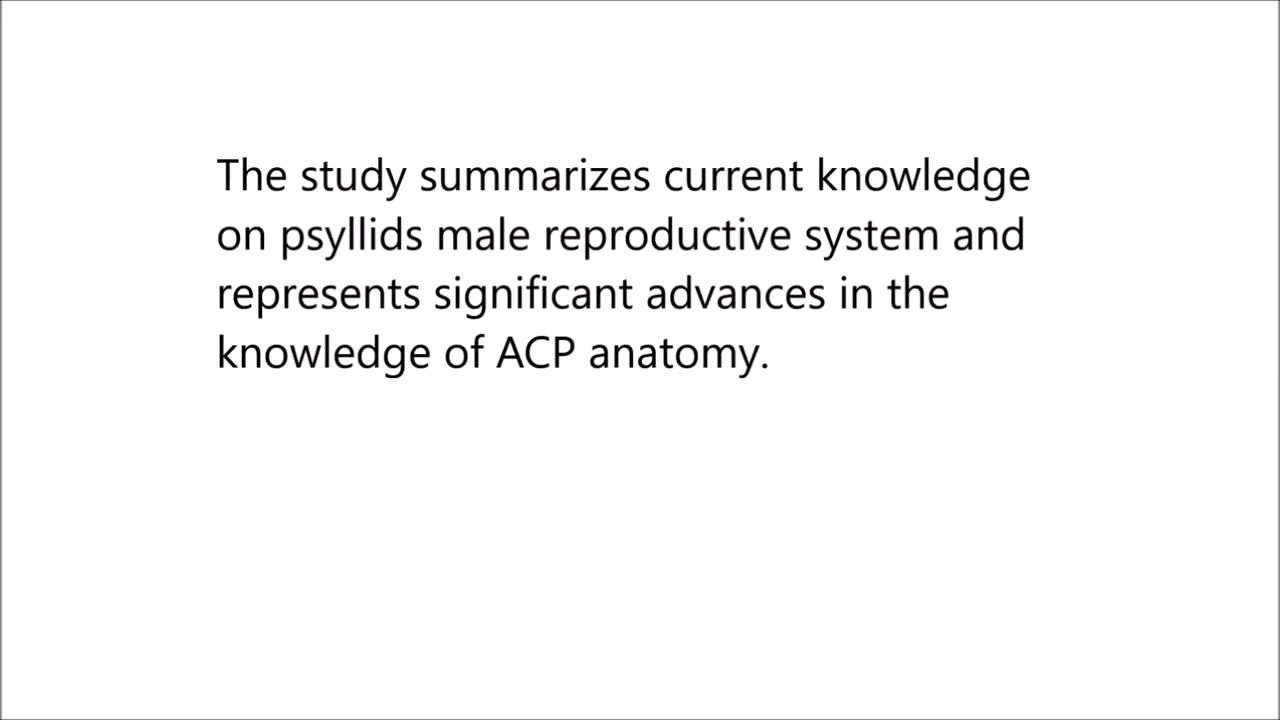 The study summarizes current knowledge
on psyllids male reproductive system and
represents significant advances in the
knowledge of ACP anatomy.